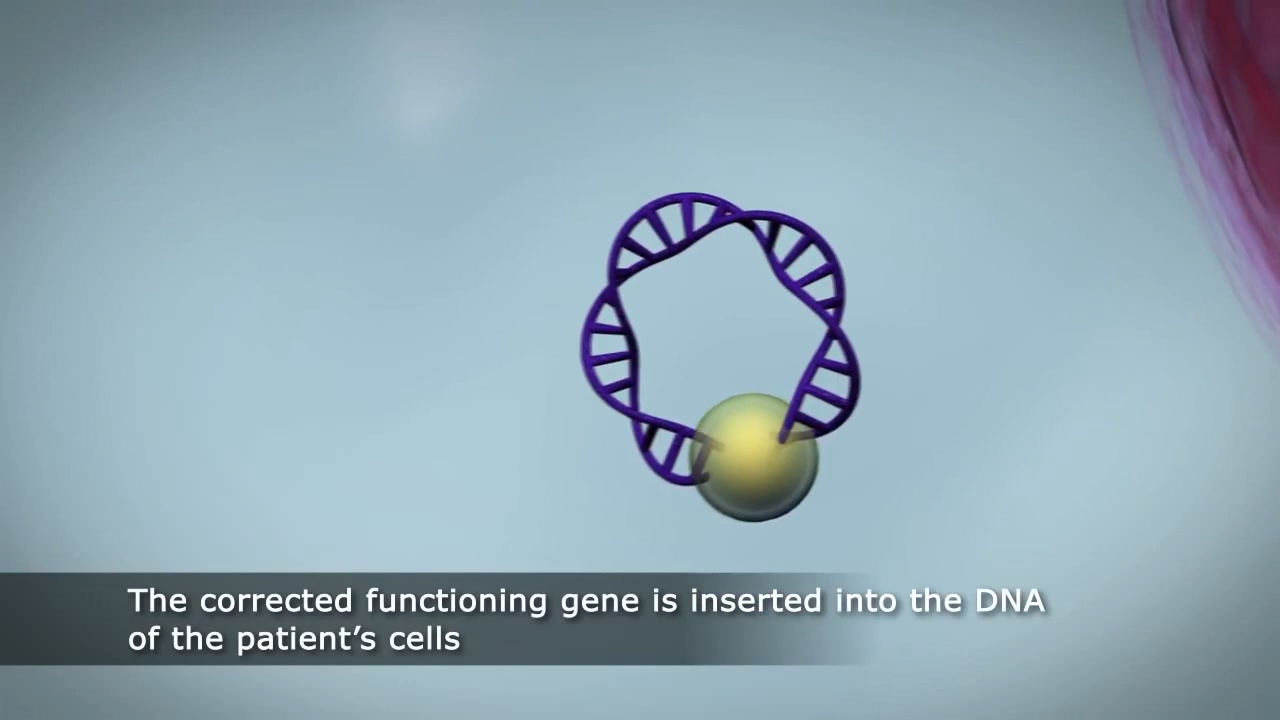 The corrected functioning gene is inserted into the DNA
of the patient’s cells